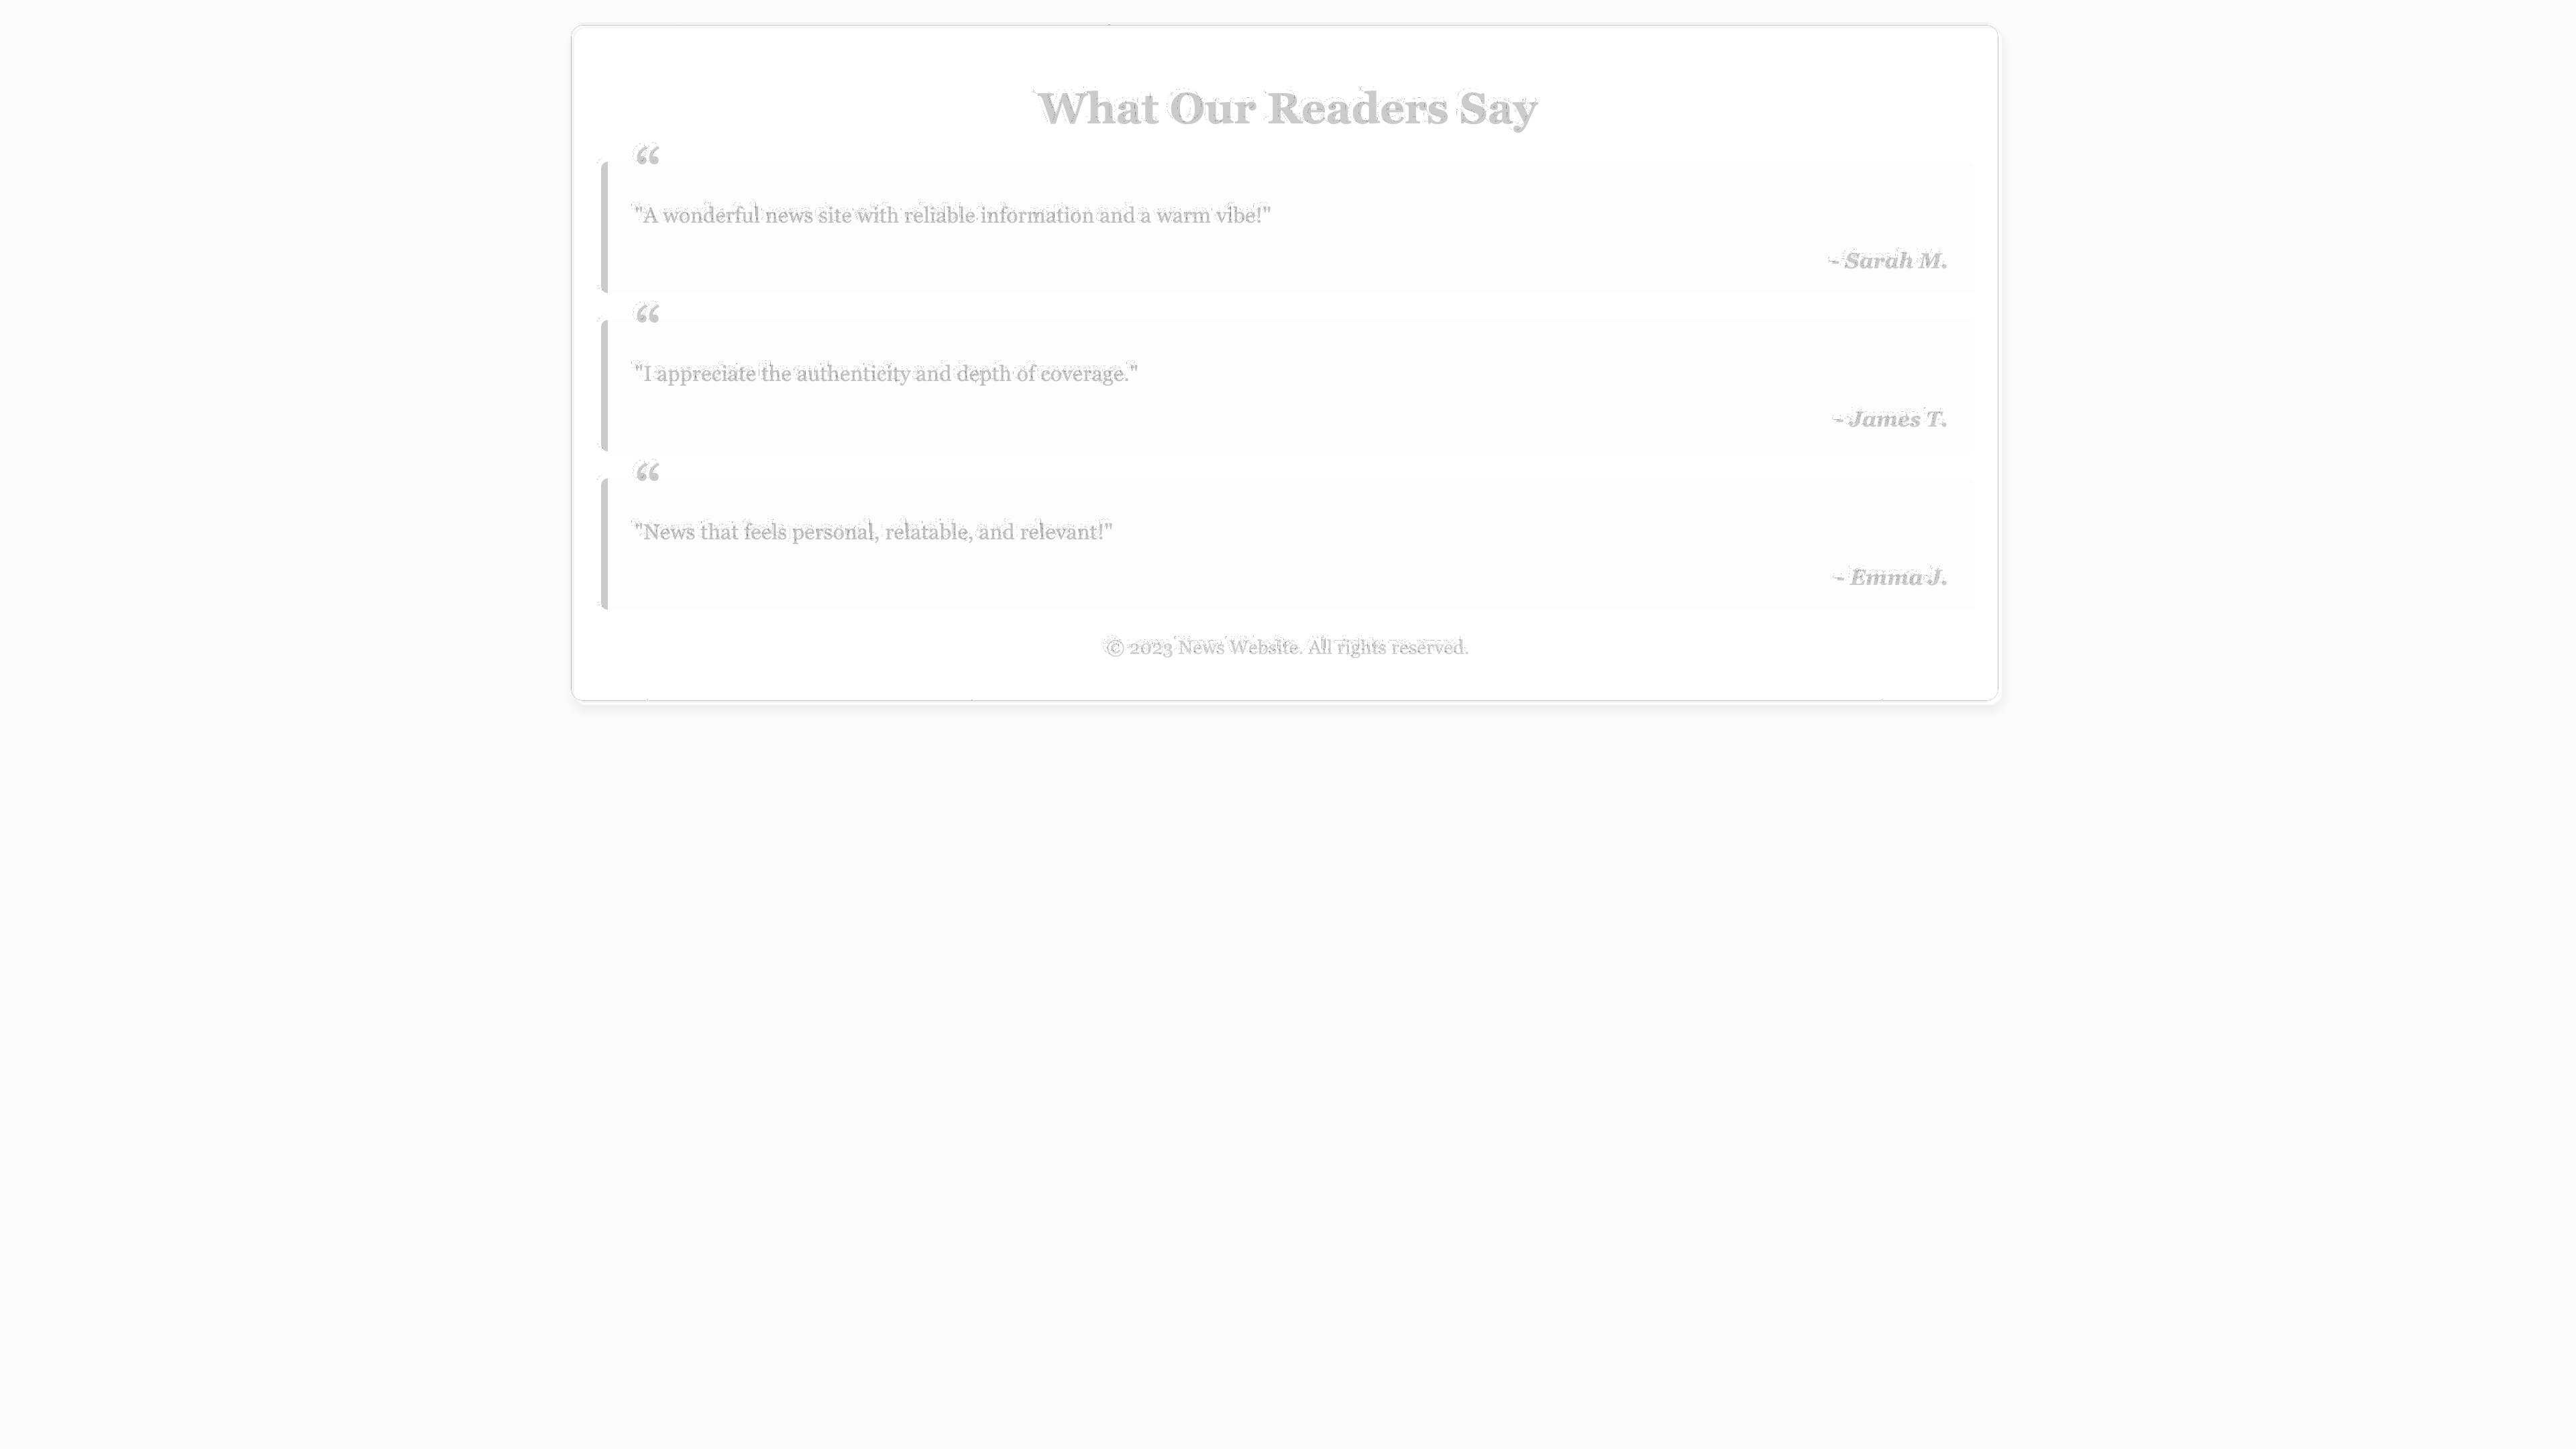 What Our Readers Say
“
"A wonderful news site with reliable information and a warm vibe!"
- Sarah M.
“
"I appreciate the authenticity and depth of coverage."
- James T.
“
"News that feels personal, relatable, and relevant!"
- Emma J.
© 2023 News Website. All rights reserved.